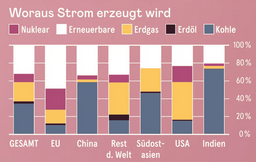 Woraus Strom erzeugt wird
Nuklear Erneuerbare Erdgas Erdöl Kohle
100 %
80 %
60 %
40 %
20 %
0 %
GESAMT EU China Rest Südost- USA Indien
d. Welt asien